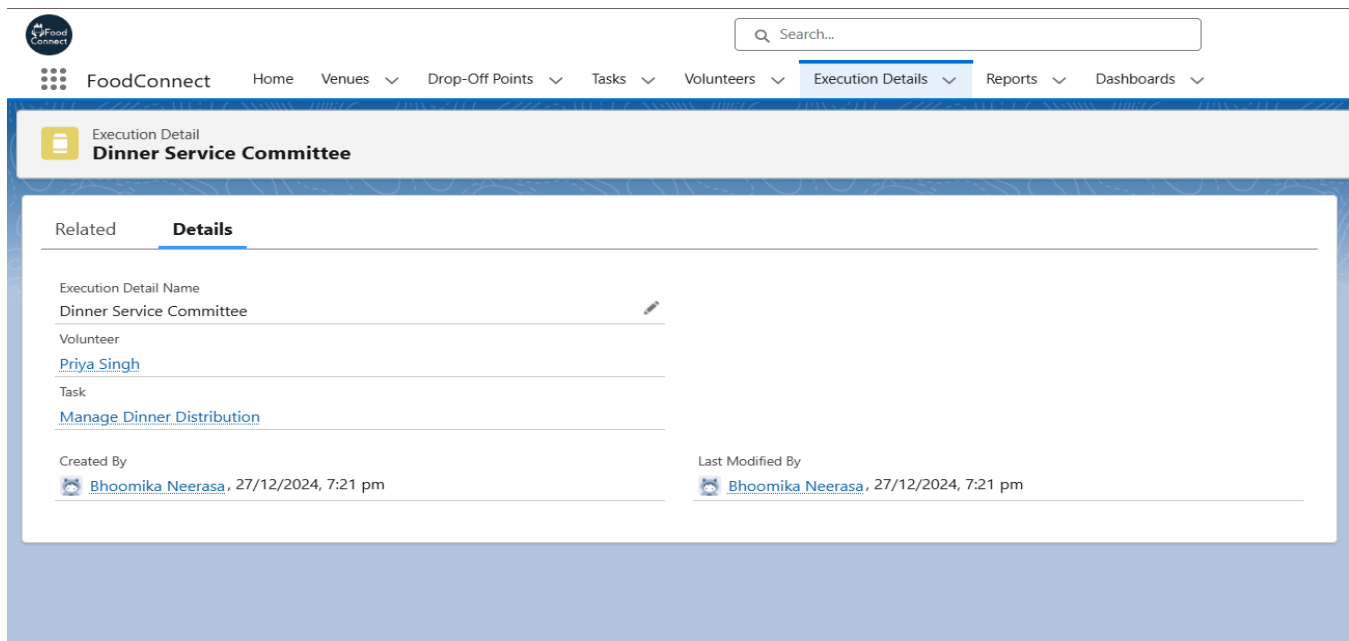 Food
Connect
Search...
FoodConnect Home Venues Drop-Off Points Tasks Volunteers Execution Details Reports Dashboards
Execution Detail
Dinner Service Committee
Related Details
Execution Detail Name
Dinner Service Committee
Volunteer
Priya Singh
Task
Manage Dinner Distribution
Created By Last Modified By
Bhoomika Neerasa, 27/12/2024, 7:21 pm Bhoomika Neerasa, 27/12/2024, 7:21 pm